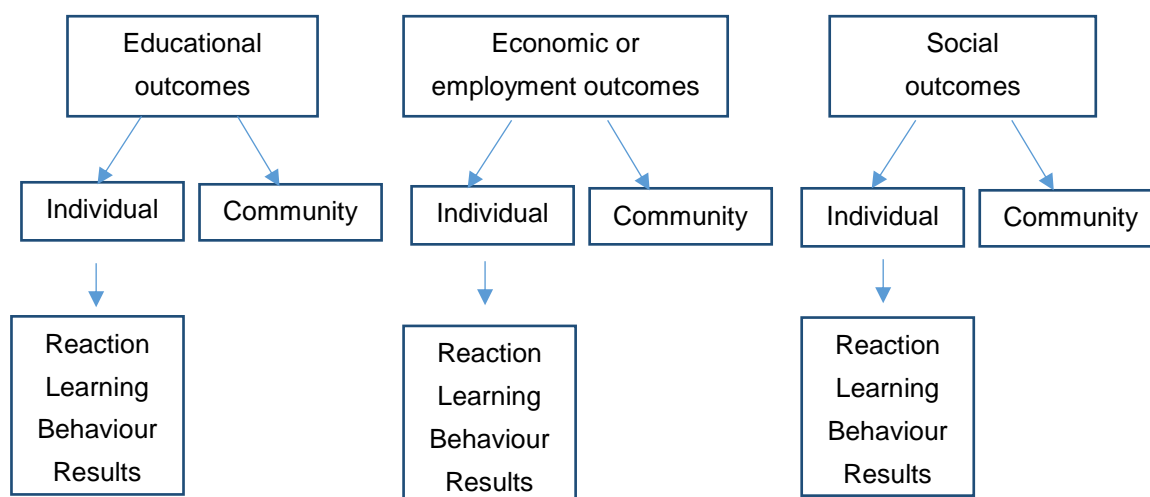 Educational
outcomes
Economic or
employment outcomes
Social
outcomes
Individual
Community
Individual
Community
Individual
Community
Reaction
Learning
Behaviour
Results
Reaction
Learning
Behaviour
Results
Reaction
Learning
Behaviour
Results